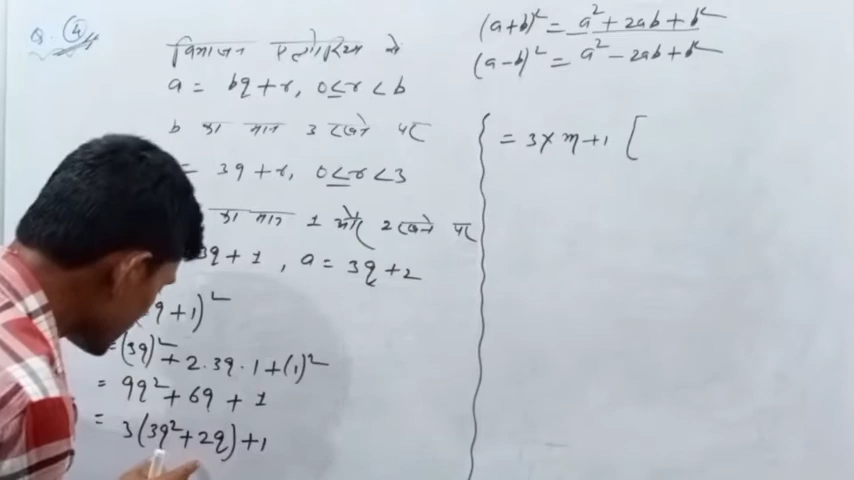 Q. 4
विभाजन एल्गोरिथ्म से
a = bq + r, 0 ≤ r < b
b का मान 3 रखने पर
= 3q + r, 0 ≤ r < 3
का मान 1 और 2 रखने पर
3q + 1, a = 3q + 2
q + 1)²
= (3q)² + 2.3q.1 + (1)²
= 9q² + 6q + 1
= 3(3q² + 2q) + 1
(a+b)² = a² + 2ab + b²
(a-b)² = a² - 2ab + b²
= 3 × m + 1 [